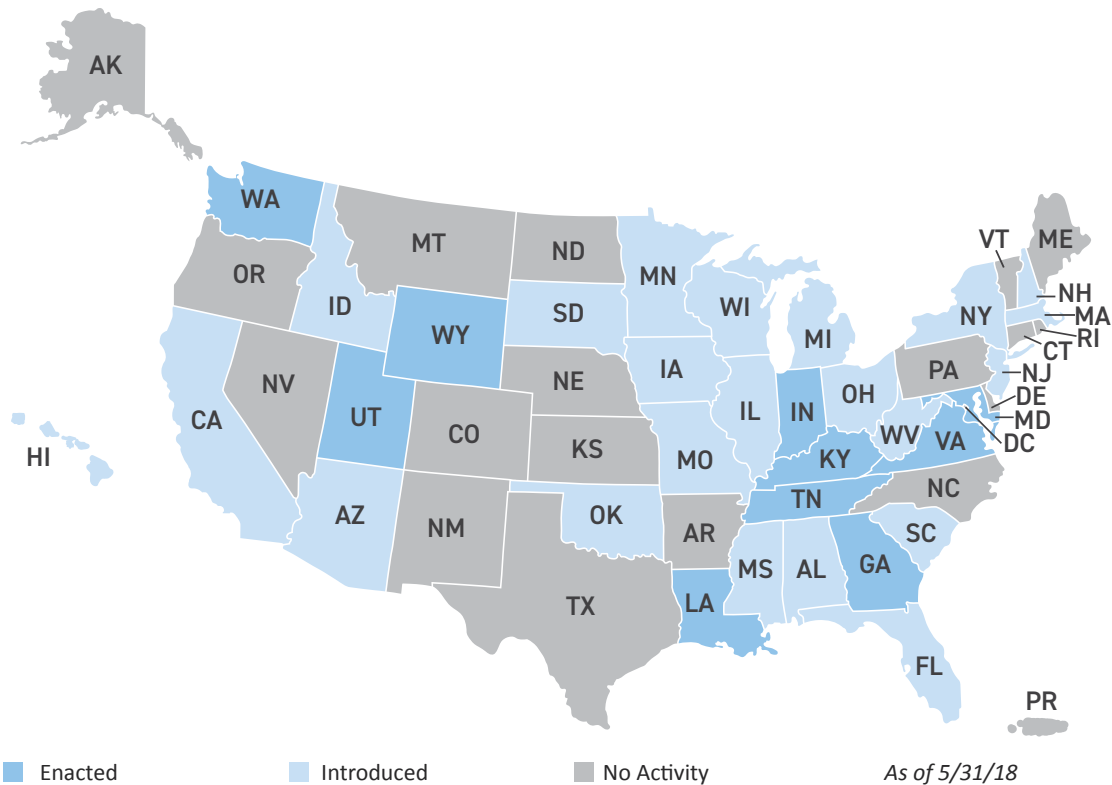 AK
WA
MT
ND
VT
ME
OR
MN
ID
SD
WI
NH
NY
MA
WY
MI
RI
CT
IA
PA
NJ
NV
NE
OH
DE
UT
IL
IN
MD
CA
CO
WV
VA
DC
HI
KS
MO
KY
NC
AZ
OK
TN
NM
AR
SC
MS
AL
GA
TX
LA
FL
PR
Enacted
Introduced
No Activity
As of 5/31/18